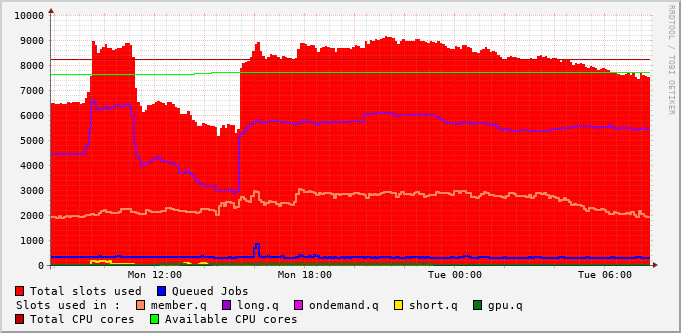 10000
9000
8000
7000
6000
5000
4000
3000
2000
1000
0
Mon 12:00 Mon 18:00 Tue 00:00 Tue 06:00
RRDTOOL / TOBI OETIKER
Total slots used Queued Jobs
Slots used in : member.q long.q ondemand.q short.q gpu.q
Total CPU cores Available CPU cores